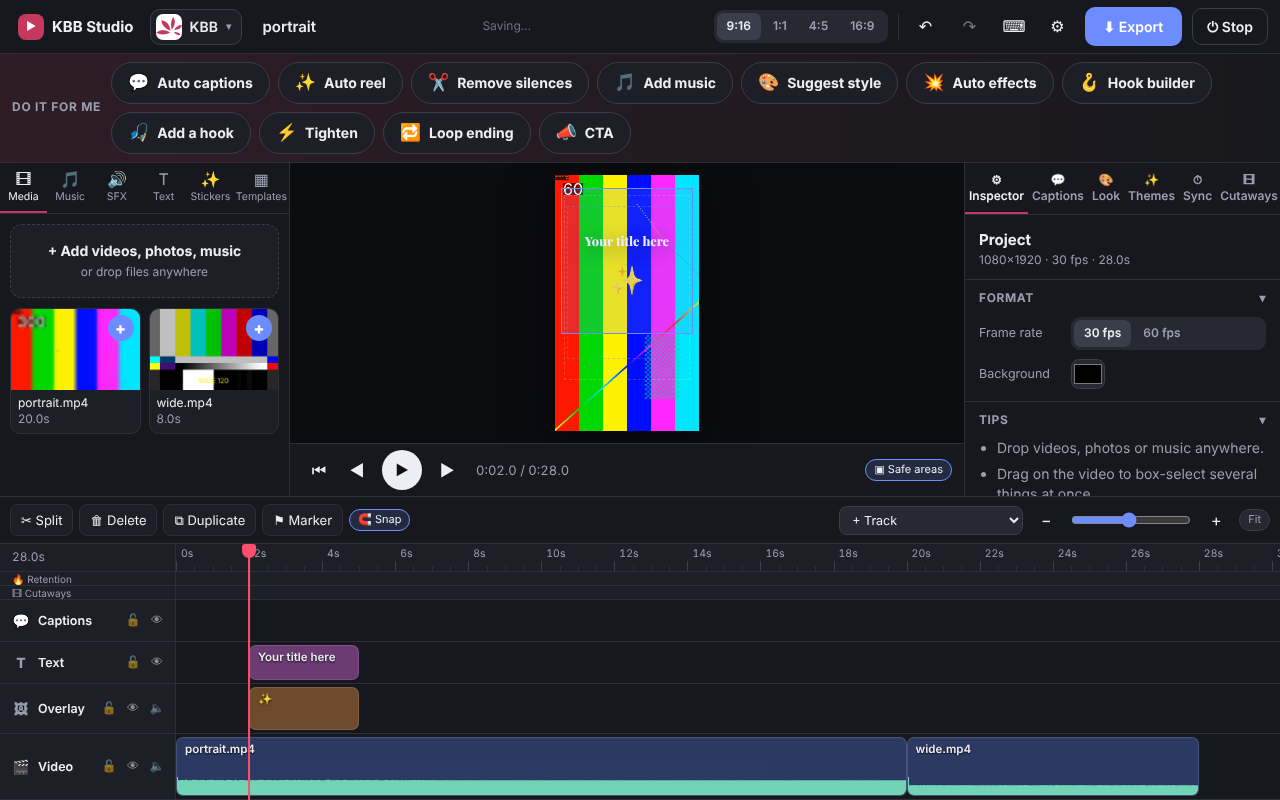 KBB Studio
KBB
portrait
Saving...
9:16 1:1 4:5 16:9
Export
Stop
DO IT FOR ME
Auto captions
Auto reel
Remove silences
Add music
Suggest style
Auto effects
Hook builder
Add a hook
Tighten
Loop ending
CTA
Media
Music
SFX
Text
Stickers
Templates
+ Add videos, photos, music
or drop files anywhere
portrait.mp4
20.0s
WIDE 120
wide.mp4
8.0s
60
Your title here
0:02.0 / 0:28.0
Safe areas
Inspector
Captions
Look
Themes
Sync
Cutaways
Project
1080×1920 · 30 fps · 28.0s
FORMAT
Frame rate
30 fps
60 fps
Background
TIPS
Drop videos, photos or music anywhere.
Drag on the video to box-select several
things at once
Split
Delete
Duplicate
Marker
Snap
+ Track
Fit
28.0s
0s 2s 4s 6s 8s 10s 12s 14s 16s 18s 20s 22s 24s 26s 28s
Retention
Cutaways
Captions
Text
Your title here
Overlay
Video
portrait.mp4
wide.mp4